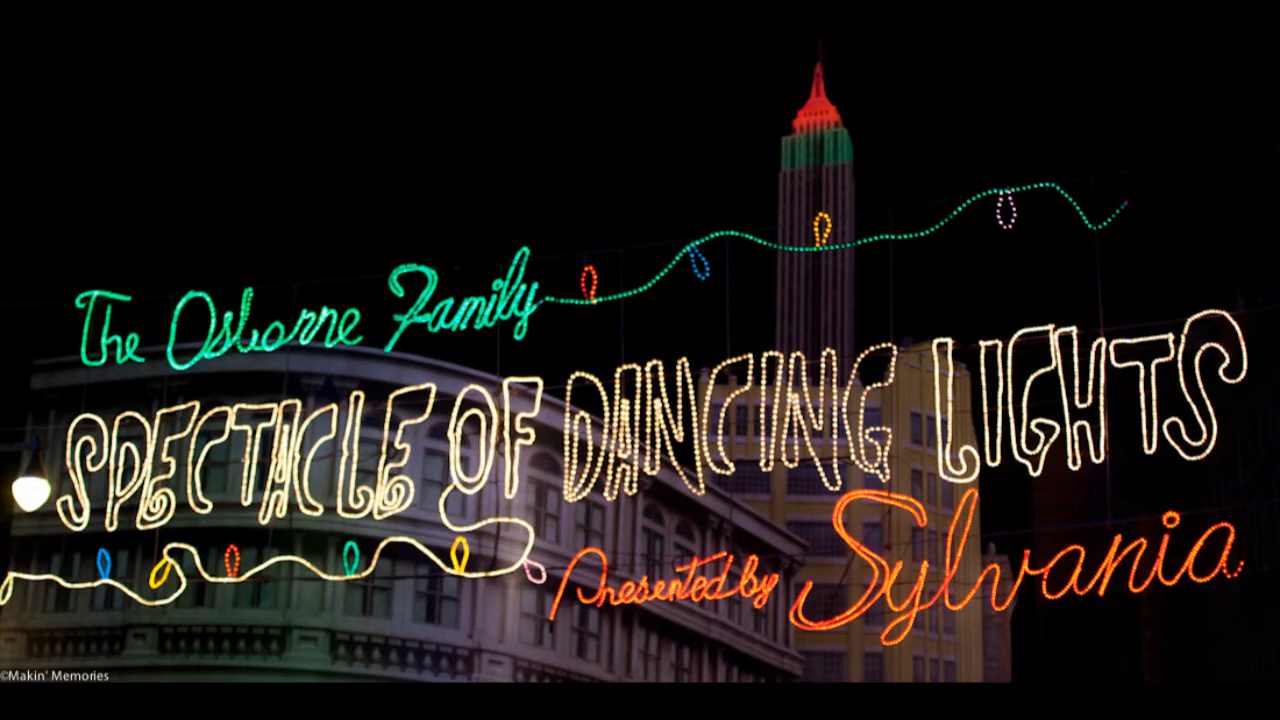 The Osborne Family
SPECTACLE OF DANCING LIGHTS
Presented by Sylvania
©Makin' Memories